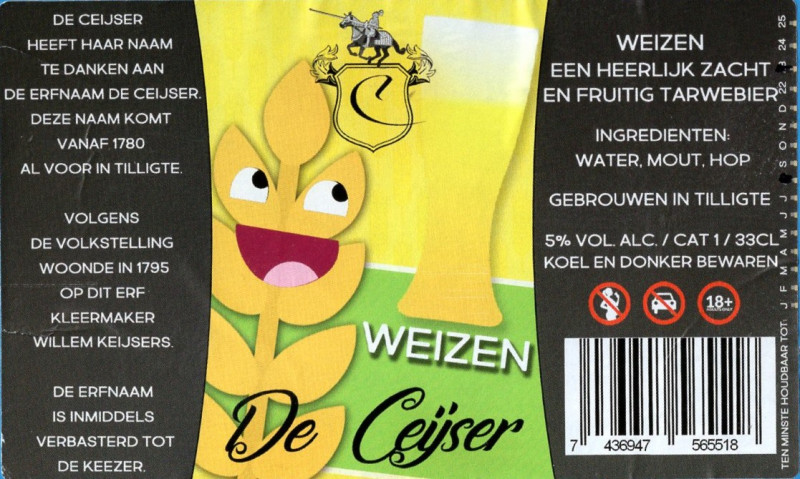 DE CEIJSER
HEEFT HAAR NAAM
TE DANKEN AAN
DE ERFNAAM DE CEIJSER.
DEZE NAAM KOMT
VANAF 1780
AL VOOR IN TILLIGTE.
VOLGENS
DE VOLKSTELLING
WOONDE IN 1795
OP DIT ERF
KLEERMAKER
WILLEM KEIJSERS.
DE ERFNAAM
IS INMIDDELS
VERBASTERD TOT
DE KEEZER.
C
WEIZEN
De Ceijser
WEIZEN
EEN HEERLIJK ZACHT
EN FRUITIG TARWEBIER
INGREDIENTEN:
WATER, MOUT, HOP
GEBROUWEN IN TILLIGTE
5% VOL. ALC. / CAT 1 / 33CL
KOEL EN DONKER BEWAREN
18+
7 436947 565518
TEN MINSTE HOUDBAAR TOT: J F M A M J J A S O N D 22 23 24 25